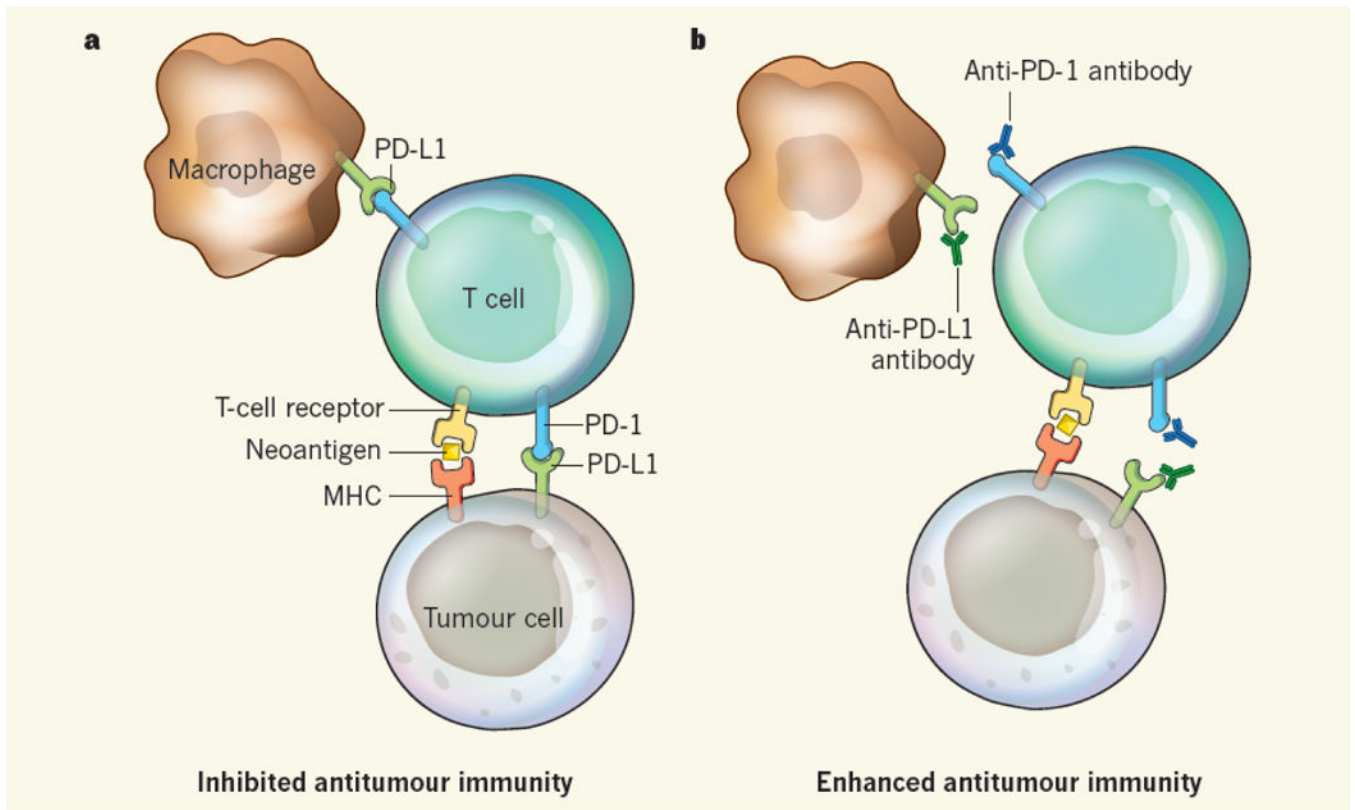 a
Macrophage
PD-L1
T cell
T-cell receptor
Neoantigen
MHC
PD-1
PD-L1
Tumour cell
Inhibited antitumour immunity
b
Anti-PD-1 antibody
Anti-PD-L1
antibody
Enhanced antitumour immunity